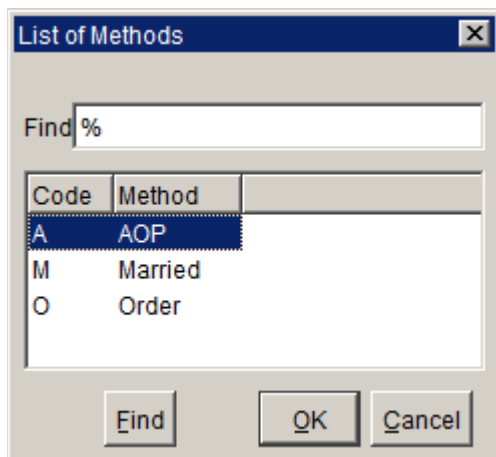 List of Methods
Find %
Code Method
A AOP
M Married
O Order
Find OK Cancel